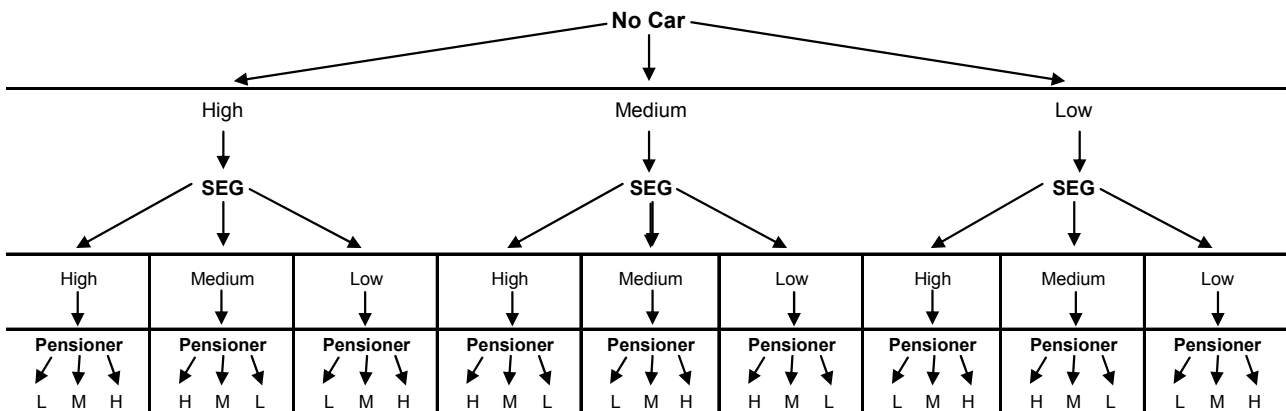 No Car
High Medium Low
SEG SEG SEG
High Medium Low High Medium Low High Medium Low
Pensioner Pensioner Pensioner Pensioner Pensioner Pensioner Pensioner Pensioner Pensioner
L M H H M L L M H H M L L M H H M L L M H H M L L M H